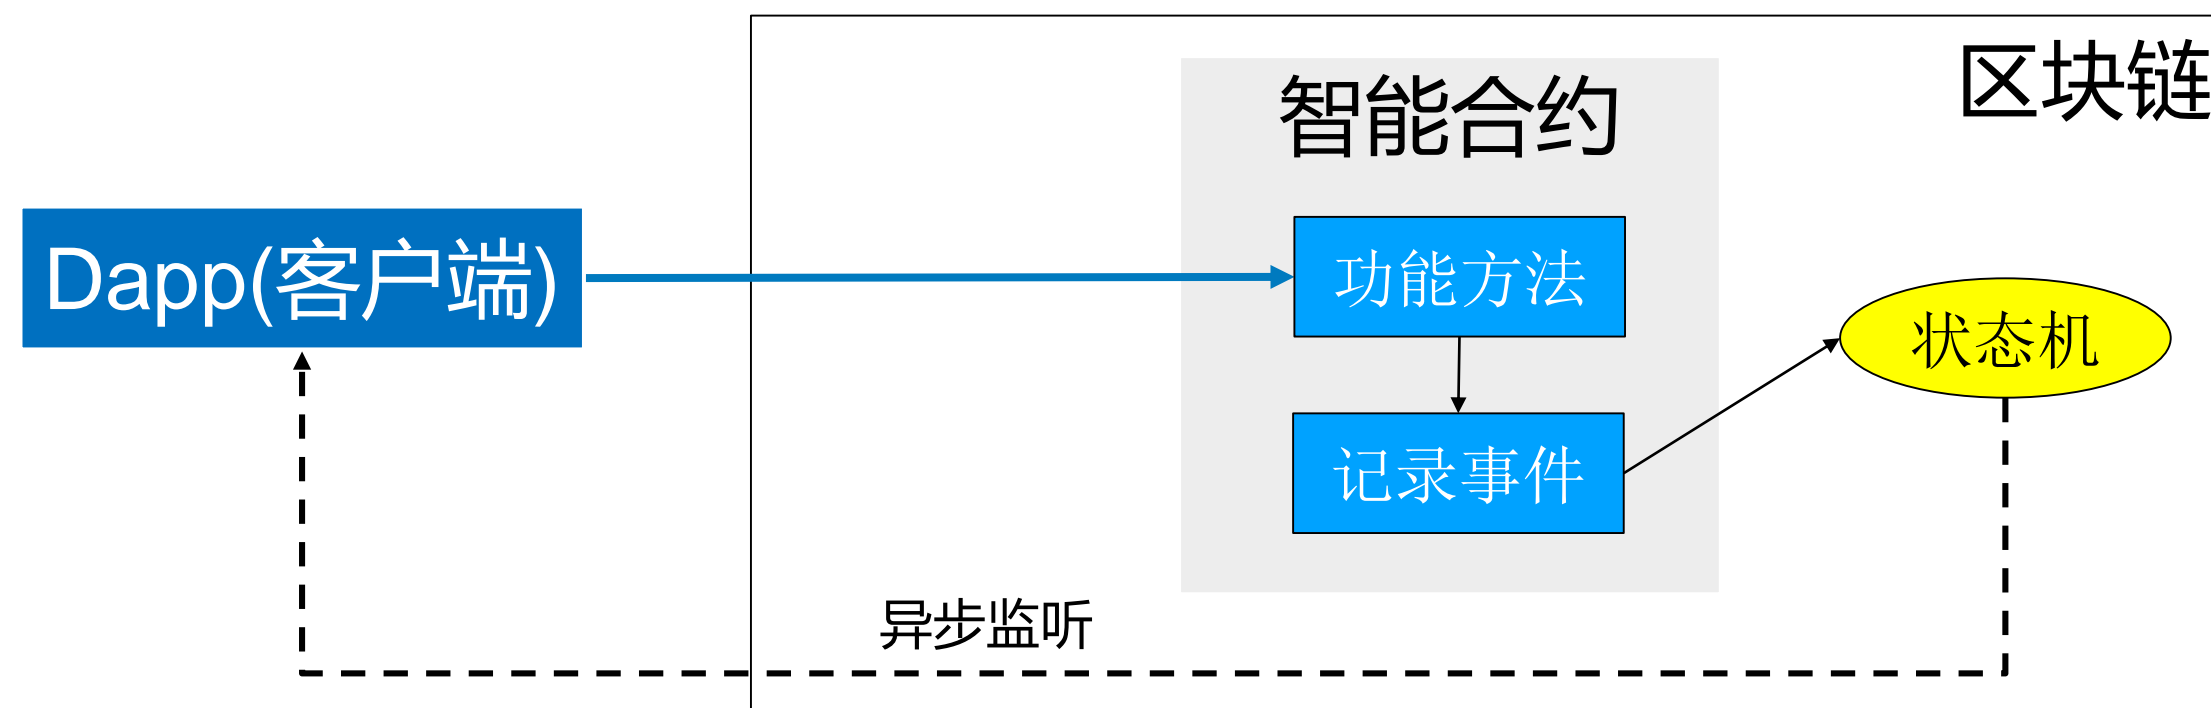 区块链
智能合约
Dapp(客户端)
功能方法
状态机
记录事件
异步监听